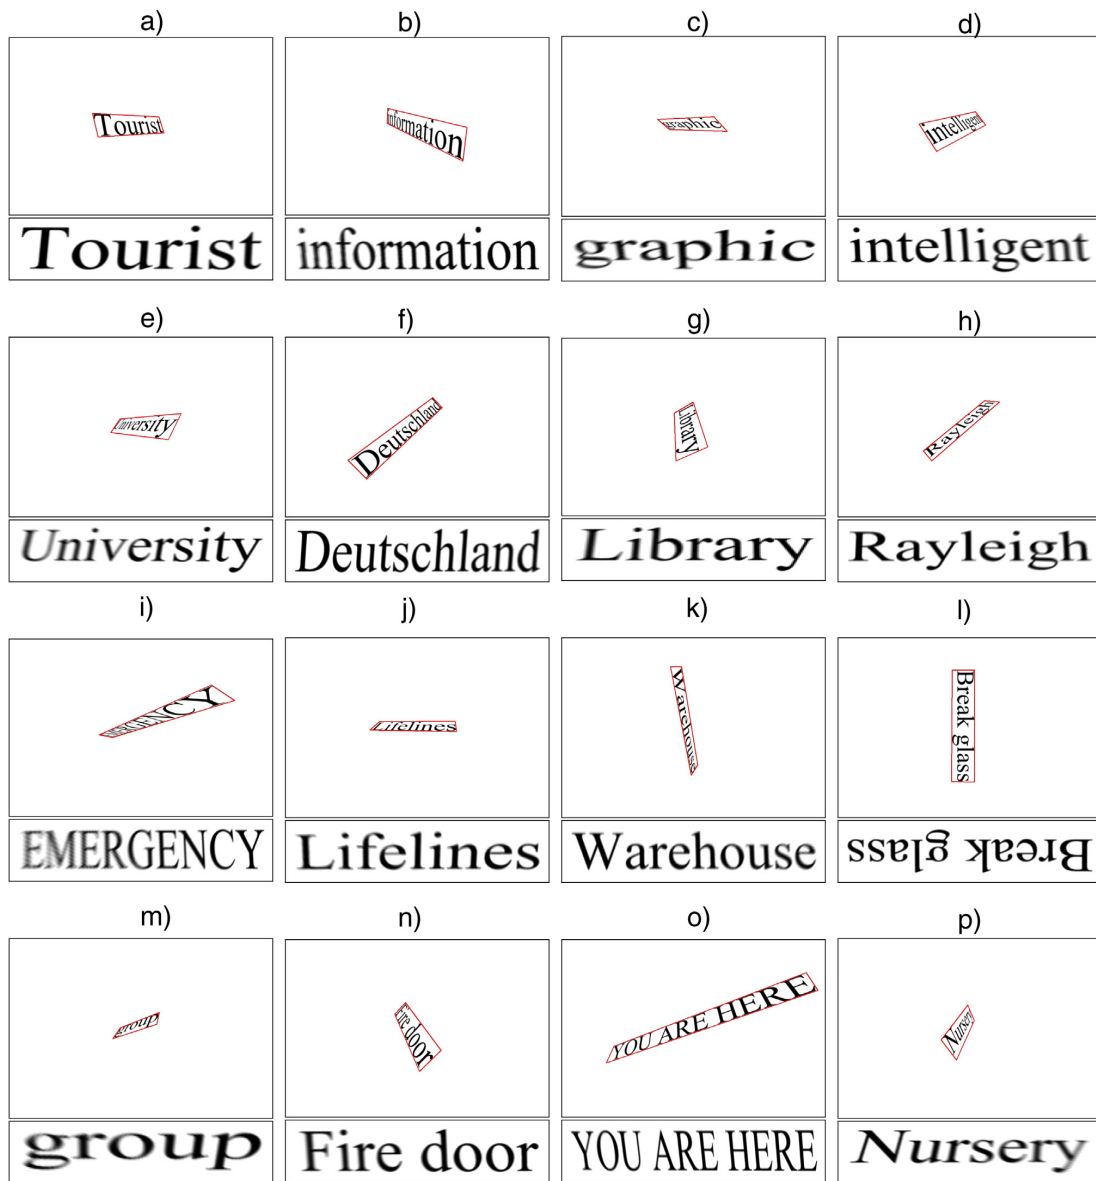 a) b) c) d)
Tourist information graphic intelligent
Tourist information graphic intelligent
e) f) g) h)
University Deutschland Library Rayleigh
University Deutschland Library Rayleigh
i) j) k) l)
EMERGENCY Lifelines Warehouse Break glass
EMERGENCY Lifelines Warehouse Break glass
m) n) o) p)
group Fire door YOU ARE HERE Nursery
group Fire door YOU ARE HERE Nursery